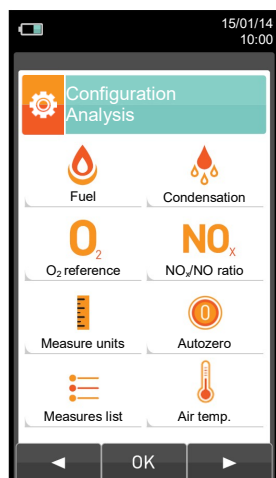 15/01/14
10:00
Configuration
Analysis
Fuel
Condensation
O2
NOX
O2 reference
NOx/NO ratio
0
Measure units
Autozero
Measures list
Air temp.
◄ OK ►